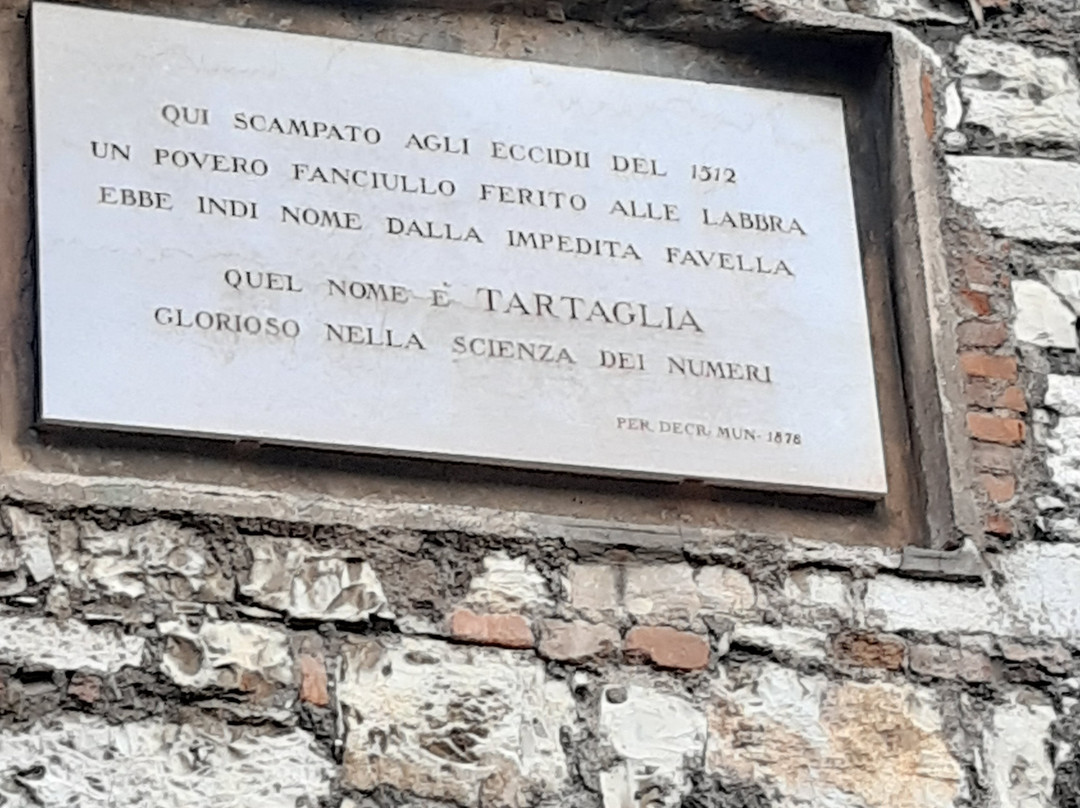 QUI SCAMPATO AGLI ECCIDII DEL 1512
UN POVERO FANCIULLO FERITO ALLE LABBRA
EBBE INDI NOME DALLA IMPEDITA FAVELLA
QUEL NOME È TARTAGLIA
GLORIOSO NELLA SCIENZA DEI NUMERI
PER DECR. MUN. 1878